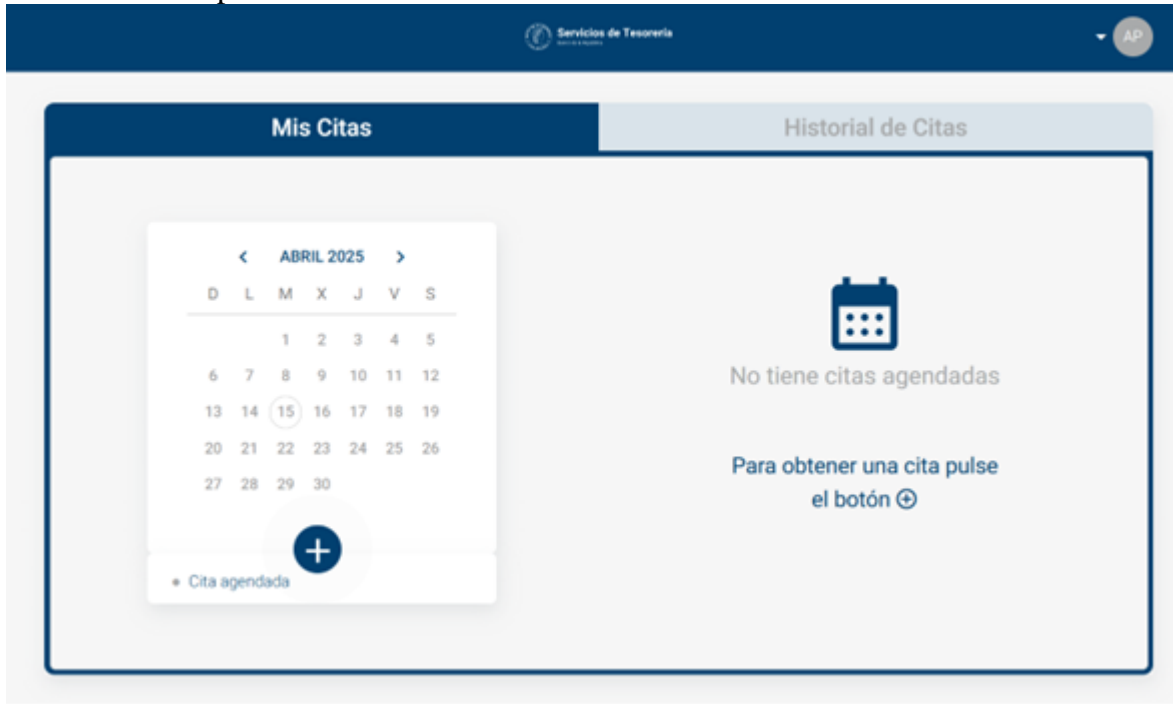 Servicios de Tesorería
AP
Mis Citas
Historial de Citas
ABRIL 2025
D L M X J V S
1 2 3 4 5
6 7 8 9 10 11 12
13 14 15 16 17 18 19
20 21 22 23 24 25 26
27 28 29 30
Cita agendada
No tiene citas agendadas
Para obtener una cita pulse
el botón